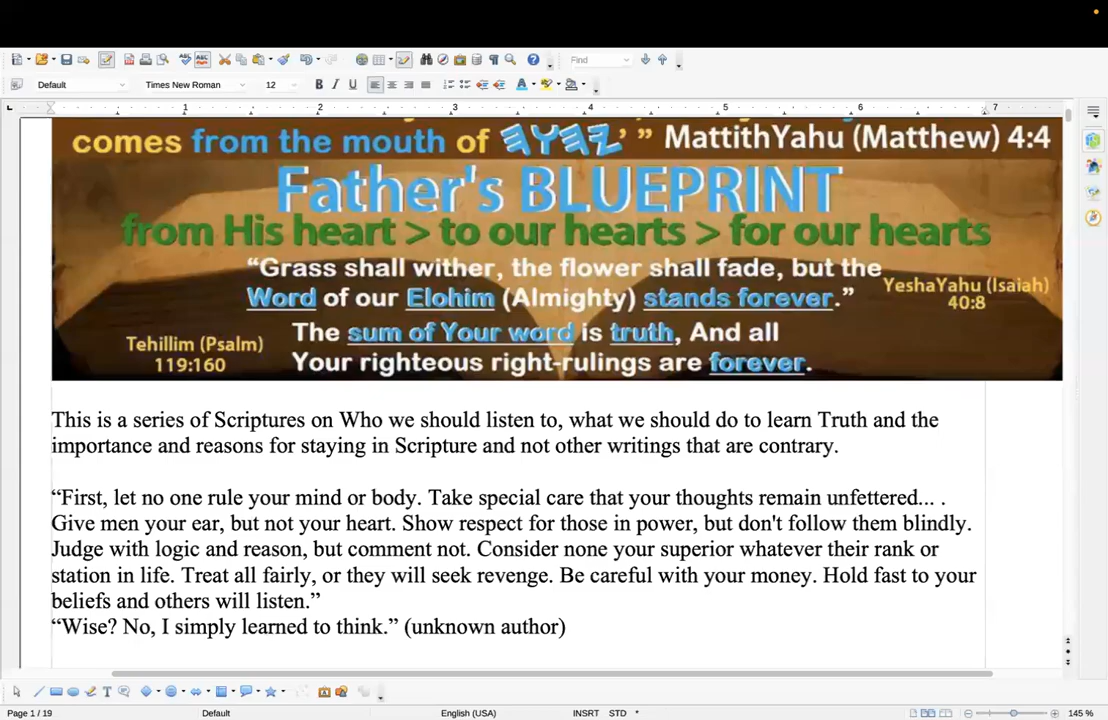 Find
Default
Times New Roman
12
1 2 3 4 5 6 7
comes from the mouth of 𐤉𐤄𐤅𐤄’ ” MattithYahu (Matthew) 4:4
Father's BLUEPRINT
from His heart > to our hearts > for our hearts
“Grass shall wither, the flower shall fade, but the
Word of our Elohim (Almighty) stands forever.”
YeshaYahu (Isaiah)
40:8
Tehillim (Psalm)
119:160
The sum of Your word is truth, And all
Your righteous right-rulings are forever.
This is a series of Scriptures on Who we should listen to, what we should do to learn Truth and the
importance and reasons for staying in Scripture and not other writings that are contrary.
“First, let no one rule your mind or body. Take special care that your thoughts remain unfettered... .
Give men your ear, but not your heart. Show respect for those in power, but don't follow them blindly.
Judge with logic and reason, but comment not. Consider none your superior whatever their rank or
station in life. Treat all fairly, or they will seek revenge. Be careful with your money. Hold fast to your
beliefs and others will listen.”
“Wise? No, I simply learned to think.” (unknown author)
Page 1 / 19
Default
English (USA)
INSRT
STD
*
145 %